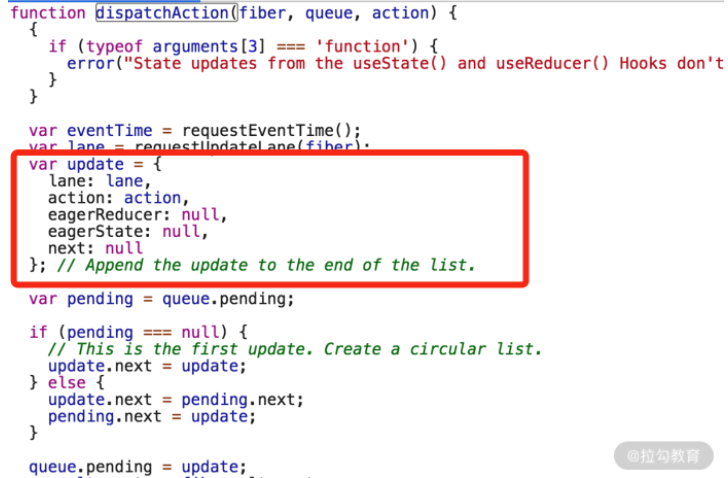 function dispatchAction(fiber, queue, action) {
  {
    if (typeof arguments[3] === 'function') {
      error("State updates from the useState() and useReducer() Hooks don't
    }
  }

  var eventTime = requestEventTime();
  var lane = requestUpdateLane(fiber);
  var update = {
    lane: lane,
    action: action,
    eagerReducer: null,
    eagerState: null,
    next: null
  }; // Append the update to the end of the list.

  var pending = queue.pending;

  if (pending === null) {
    // This is the first update. Create a circular list.
    update.next = update;
  } else {
    update.next = pending.next;
    pending.next = update;
  }

  queue.pending = update;
@拉勾教育